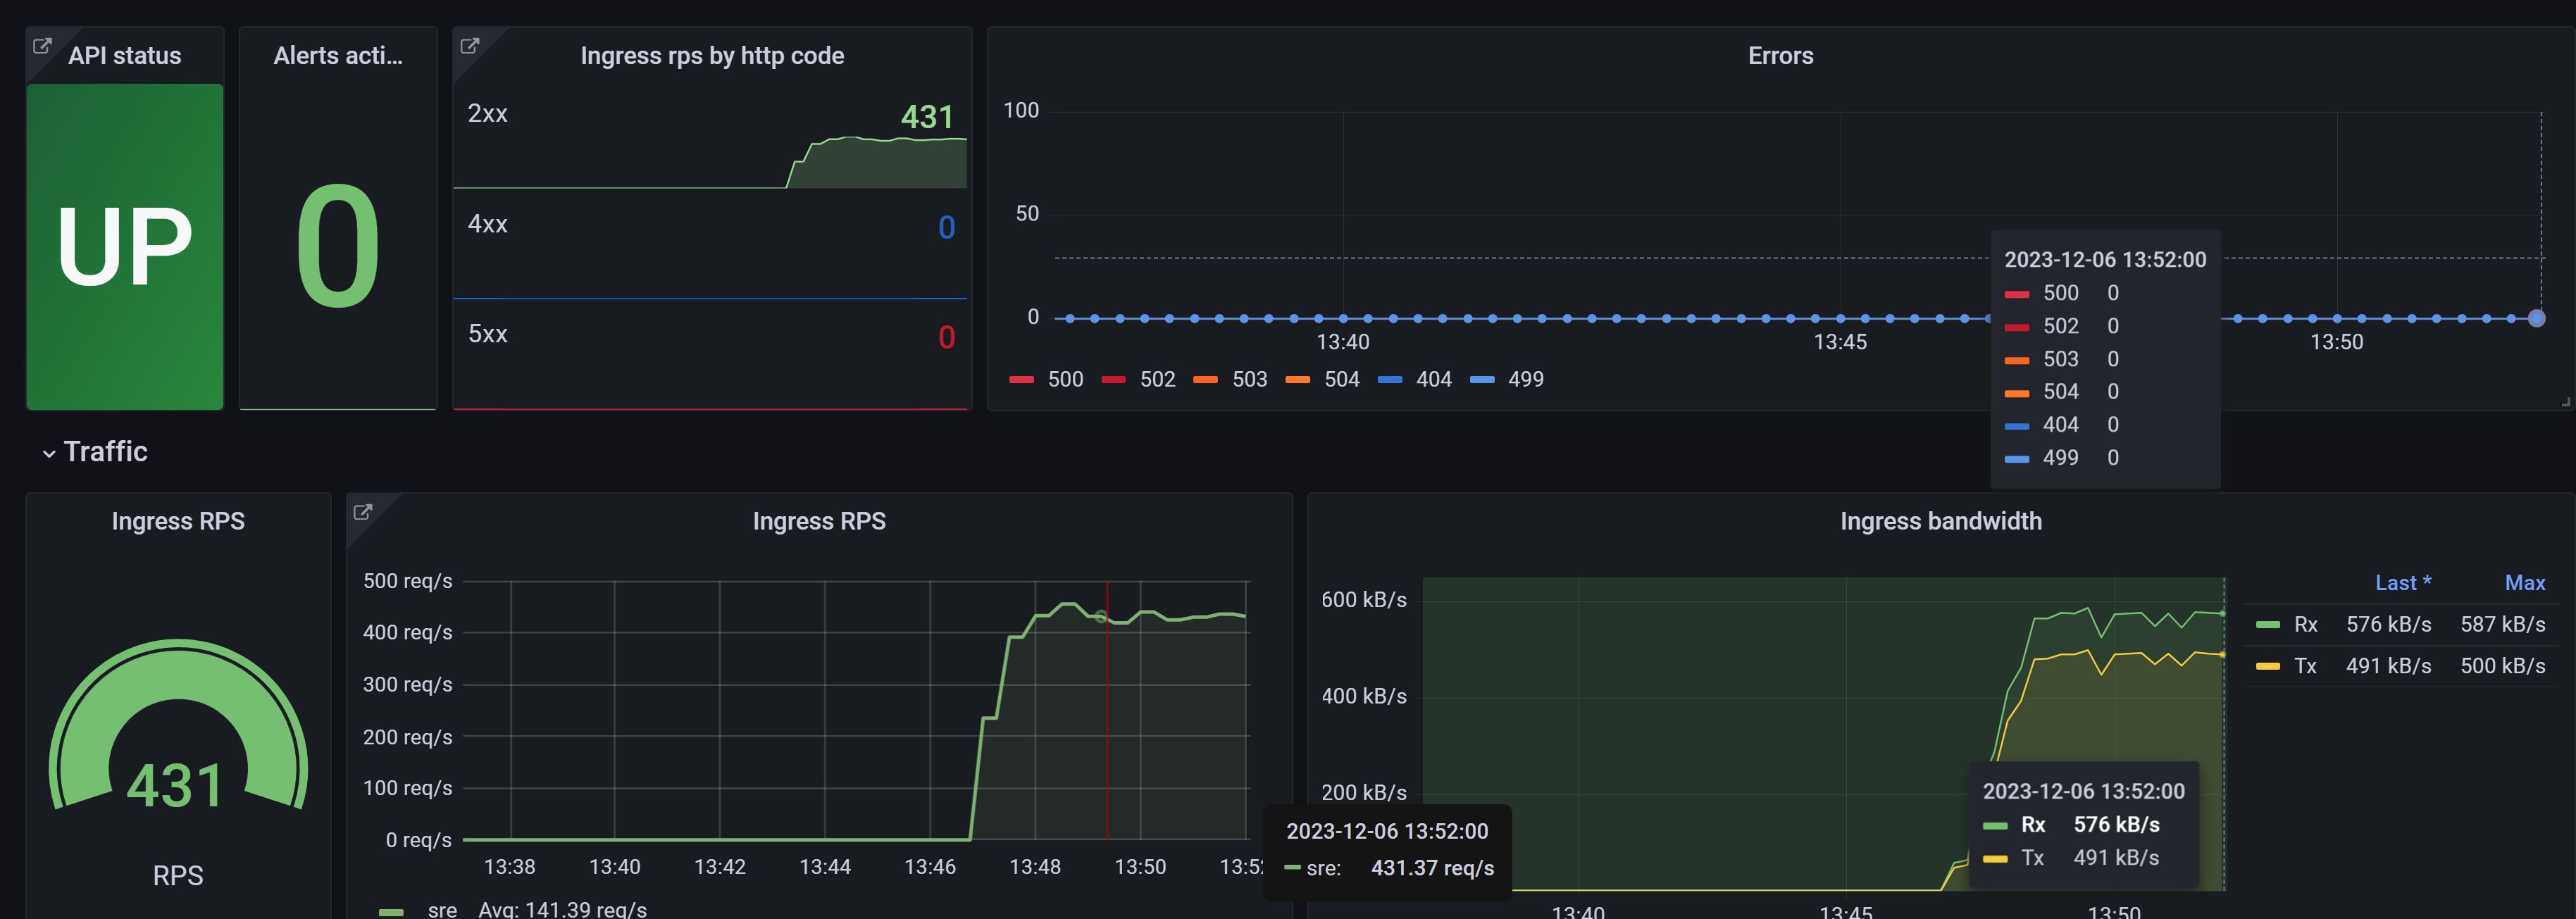 API status
UP
Alerts acti...
0
Ingress rps by http code
2xx
431
4xx
0
5xx
0
Errors
100
50
0
13:40 13:45 13:50
500 502 503 504 404 499
2023-12-06 13:52:00
500 0
502 0
503 0
504 0
404 0
499 0
Traffic
Ingress RPS
431
RPS
Ingress RPS
500 req/s
400 req/s
300 req/s
200 req/s
100 req/s
0 req/s
13:38 13:40 13:42 13:44 13:46 13:48 13:50 13:52
sre Avg: 141.39 req/s
2023-12-06 13:52:00
sre: 431.37 req/s
Ingress bandwidth
600 kB/s
400 kB/s
200 kB/s
13:40 13:45 13:50
2023-12-06 13:52:00
Rx 576 kB/s
Tx 491 kB/s
Last * Max
Rx 576 kB/s 587 kB/s
Tx 491 kB/s 500 kB/s